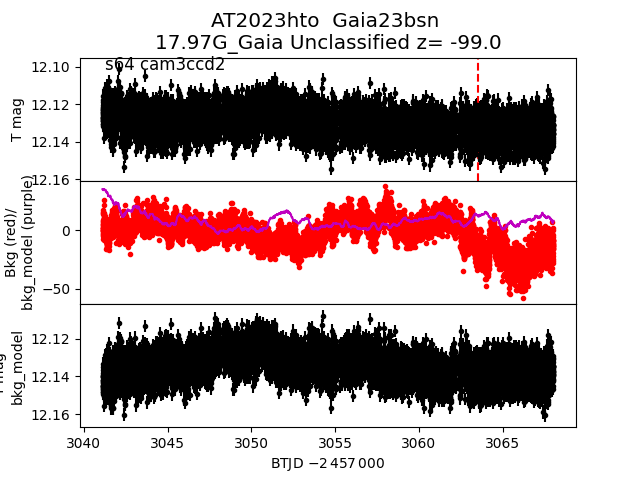 AT2023hto  Gaia23bsn
17.97G_Gaia Unclassified z= -99.0
s64 cam3ccd2
12.10
12.12
12.14
12.16
T mag
0
−50
Bkg (red)/
bkg_model (purple)
12.12
12.14
12.16
mag
bkg_model
3040
3045
3050
3055
3060
3065
BTJD −2 457 000